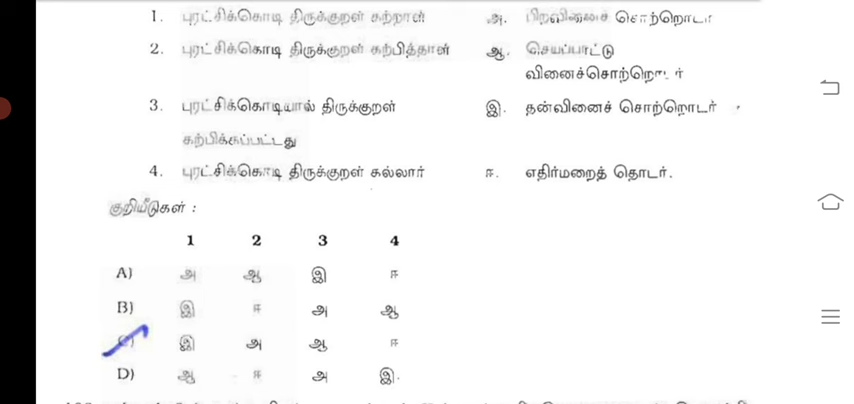 1. புரட்சிக்கொடி திருக்குறள் கற்றாள் அ. பிறவினைச் சொற்றொடர்
2. புரட்சிக்கொடி திருக்குறள் கற்பித்தாள் ஆ. செயப்பாட்டு
வினைச்சொற்றொடர்
3. புரட்சிக்கொடியால் திருக்குறள் இ. தன்வினைச் சொற்றொடர்
கற்பிக்கப்பட்டது
4. புரட்சிக்கொடி திருக்குறள் கல்லார் ஈ. எதிர்மறைத் தொடர்.
குறியீடுகள் :
1 2 3 4
A) அ ஆ இ ஈ
B) இ ஈ அ ஆ
C) இ அ ஆ ஈ
D) ஆ ஈ அ இ.